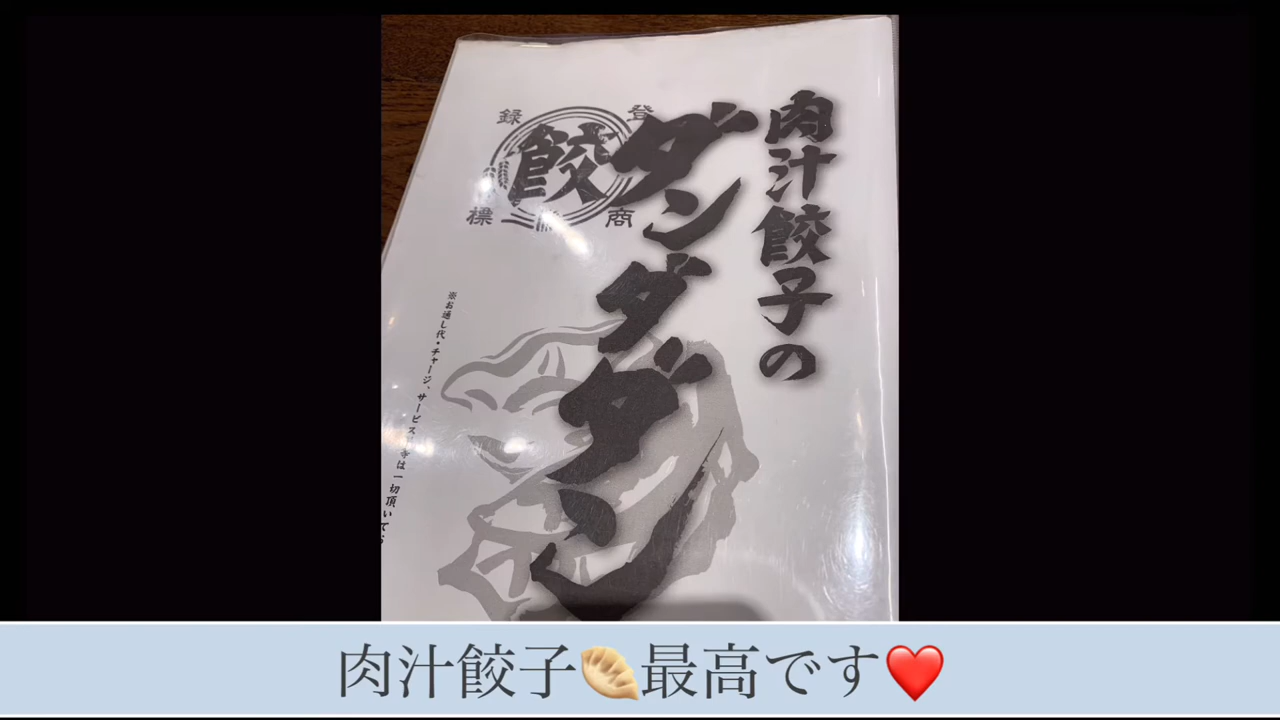 肉汁餃子の
ダンダダン
登録商標
餃
※お通し代・チャージ、サービス
等は一切頂いてお
肉汁餃子🥟最高です❤️